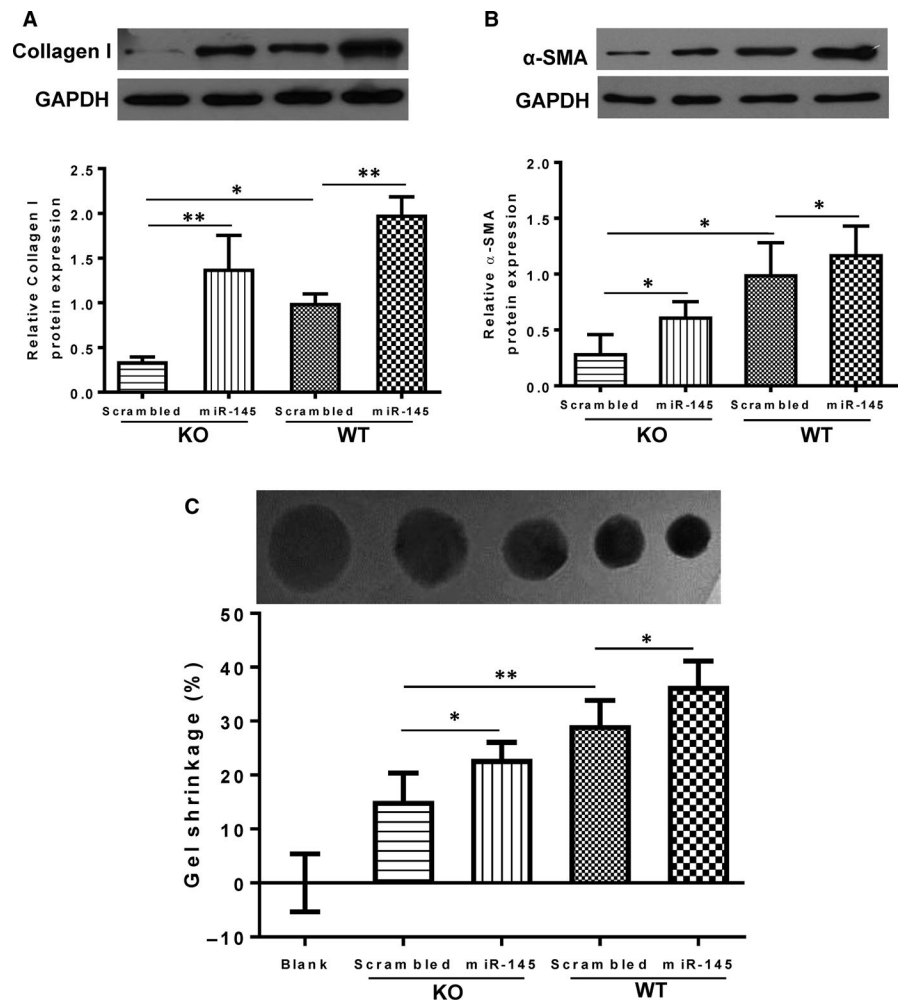 A
Collagen I
GAPDH
Relative Collagen I
protein expression
2.5
2.0
1.5
1.0
0.5
0.0
*
**
**
Scrambled miR-145 Scrambled miR-145
KO WT
B
α-SMA
GAPDH
Relative α-SMA
protein expression
2.0
1.5
1.0
0.5
0.0
*
*
*
Scrambled miR-145 Scrambled miR-145
KO WT
C
Gel shrinkage (%)
50
40
30
20
10
0
–10
*
**
*
Blank Scrambled miR-145 Scrambled miR-145
KO WT